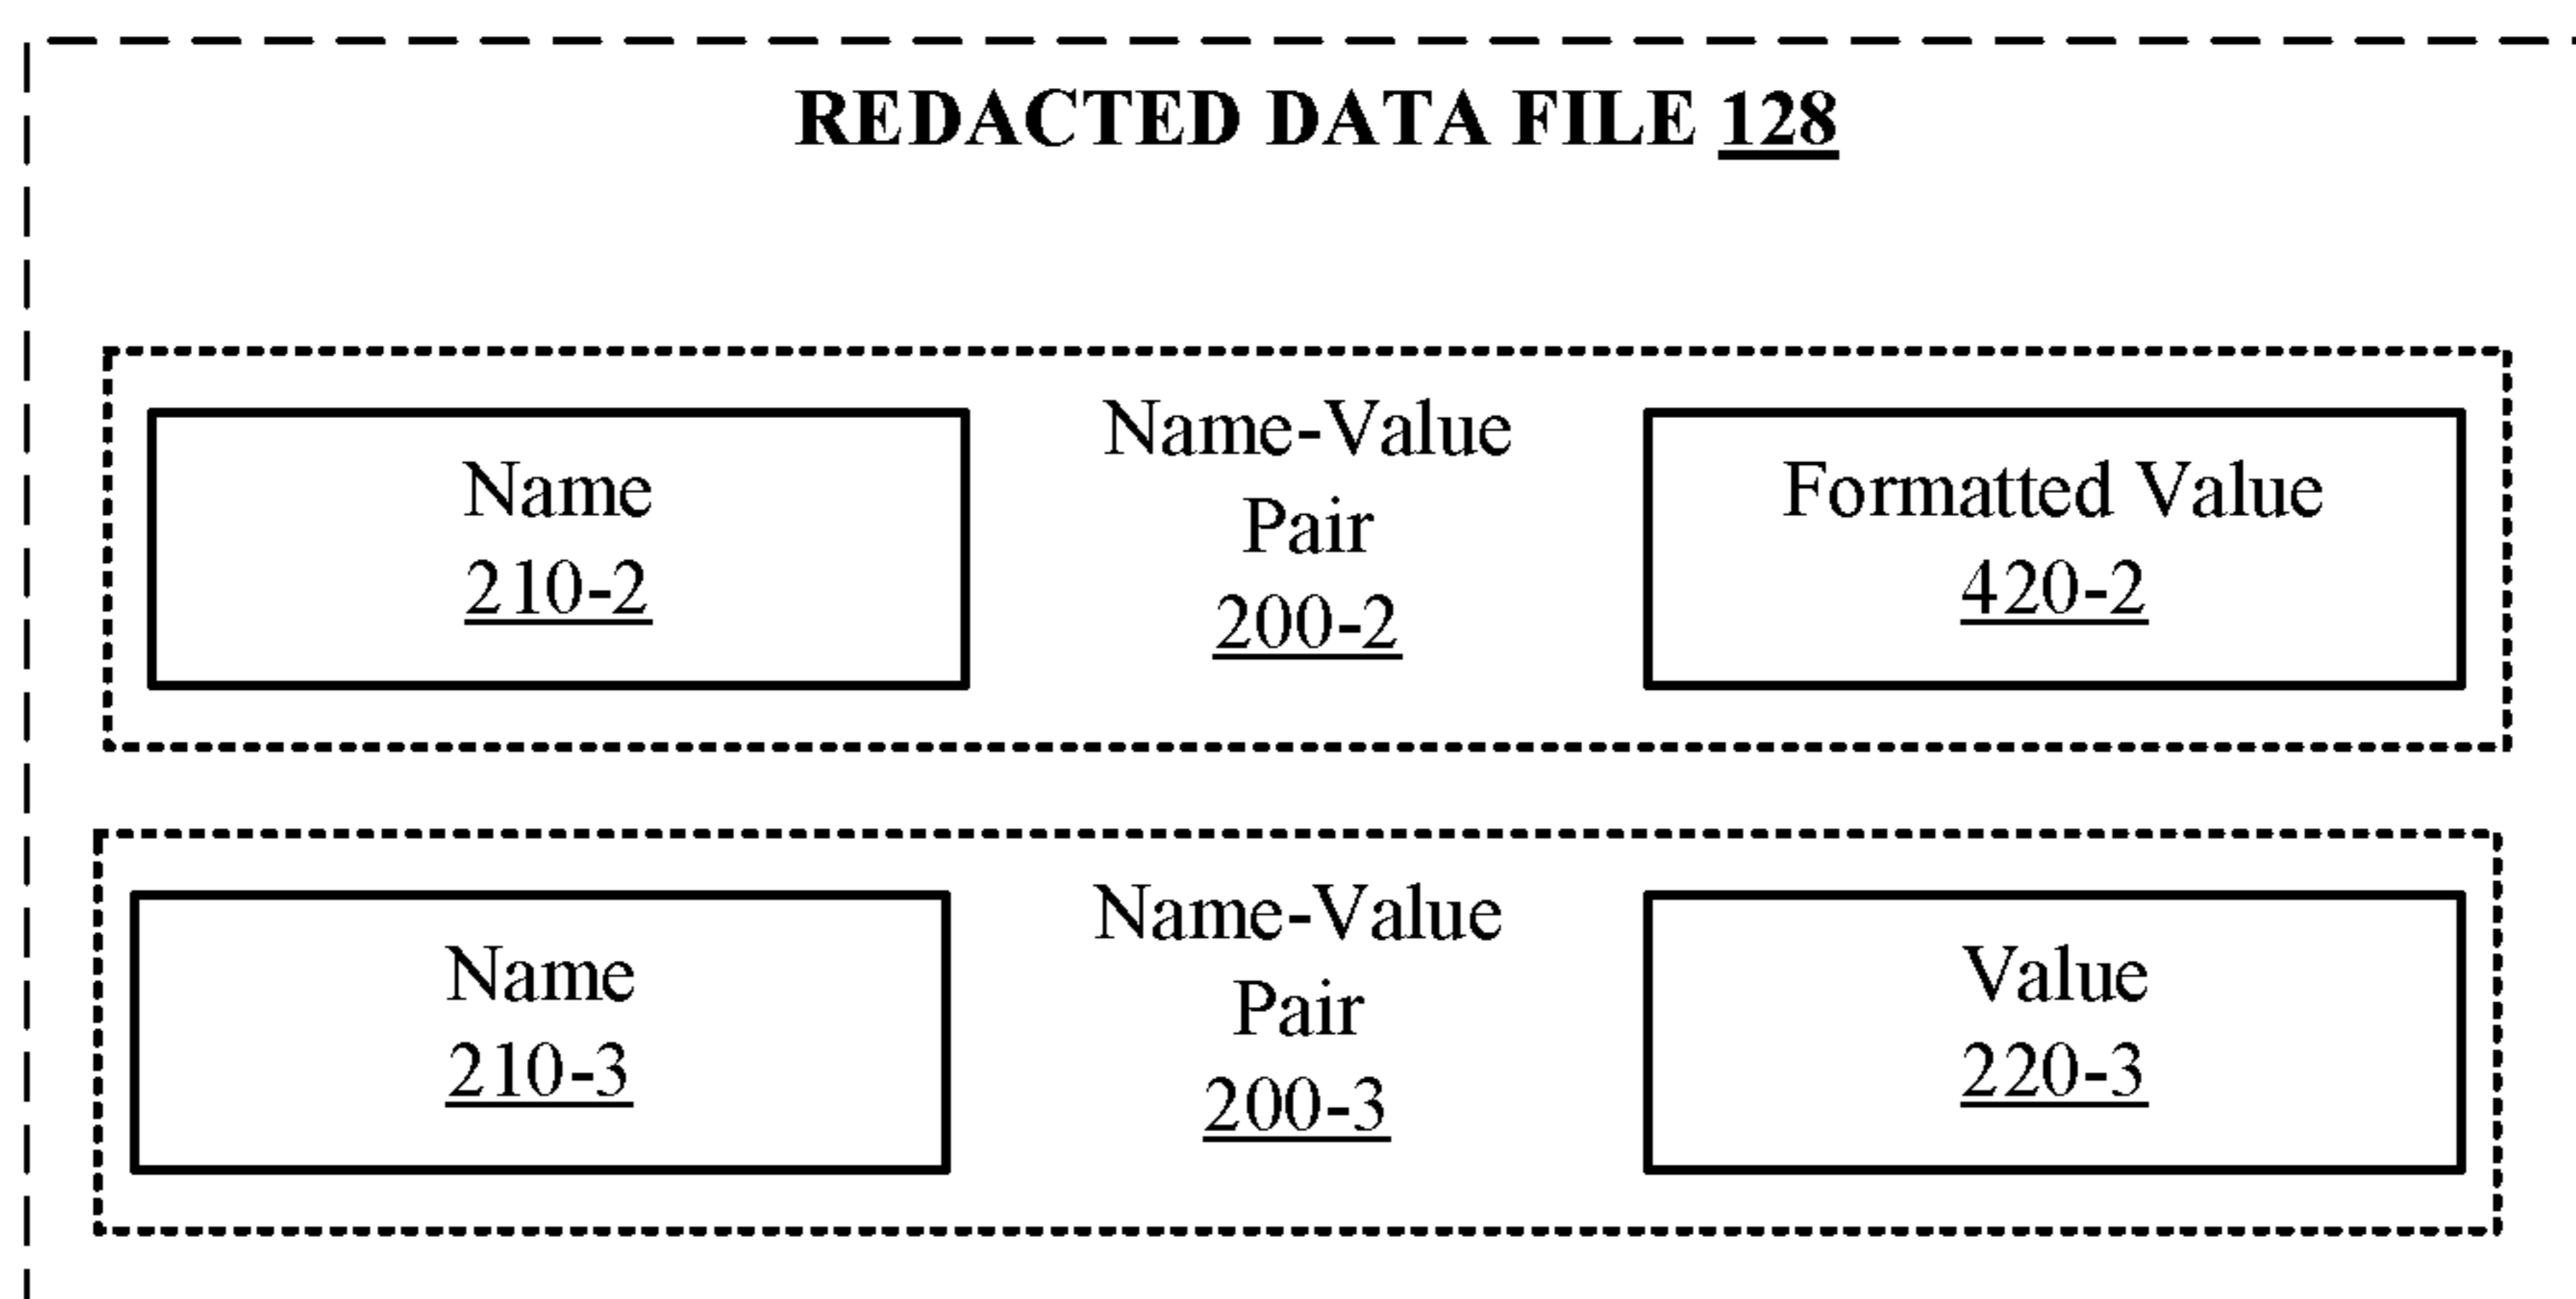 REDACTED DATA FILE 128
Name
210-2
Name-Value
Pair
200-2
Formatted Value
420-2
Name
210-3
Name-Value
Pair
200-3
Value
220-3